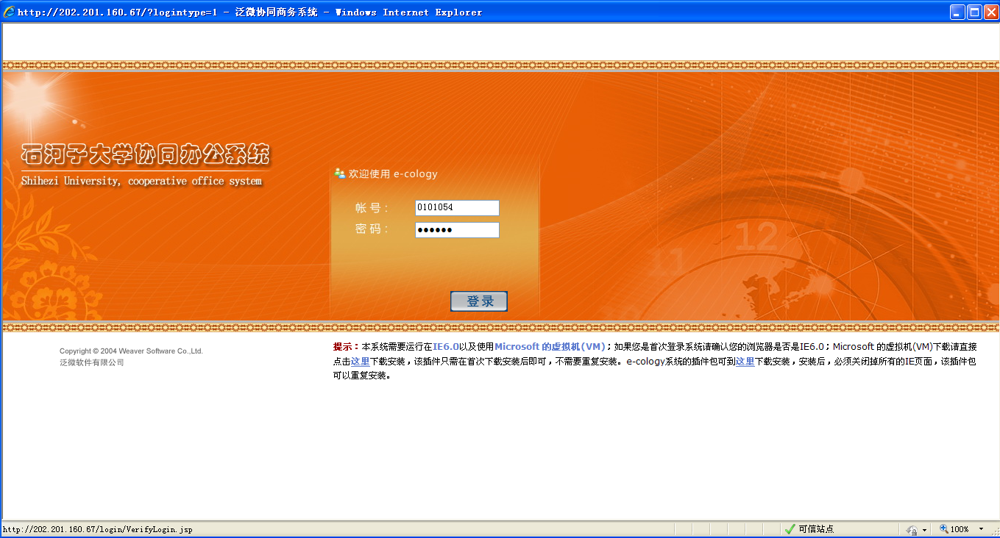 http://202.201.160.67/?logintype=1 - 泛微协同商务系统 - Windows Internet Explorer
石河子大学协同办公系统
Shihezi University, cooperative office system
欢迎使用 e-cology
帐 号：
0101054
密 码：
●●●●●●
12
11
登 录
Copyright © 2004 Weaver Software Co.,Ltd.
泛微软件有限公司
提示：本系统需要运行在IE6.0以及使用Microsoft 的虚拟机(VM)；如果您是首次登录系统请确认您的浏览器是否是IE6.0；Microsoft 的虚拟机(VM)下载请直接
点击这里下载安装，该插件只需在首次下载安装后即可，不需要重复安装。e-cology系统的插件包可到这里下载安装，安装后，必须关闭掉所有的IE页面，该插件包
可以重复安装。
http://202.201.160.67/login/VerifyLogin.jsp
可信站点
100%